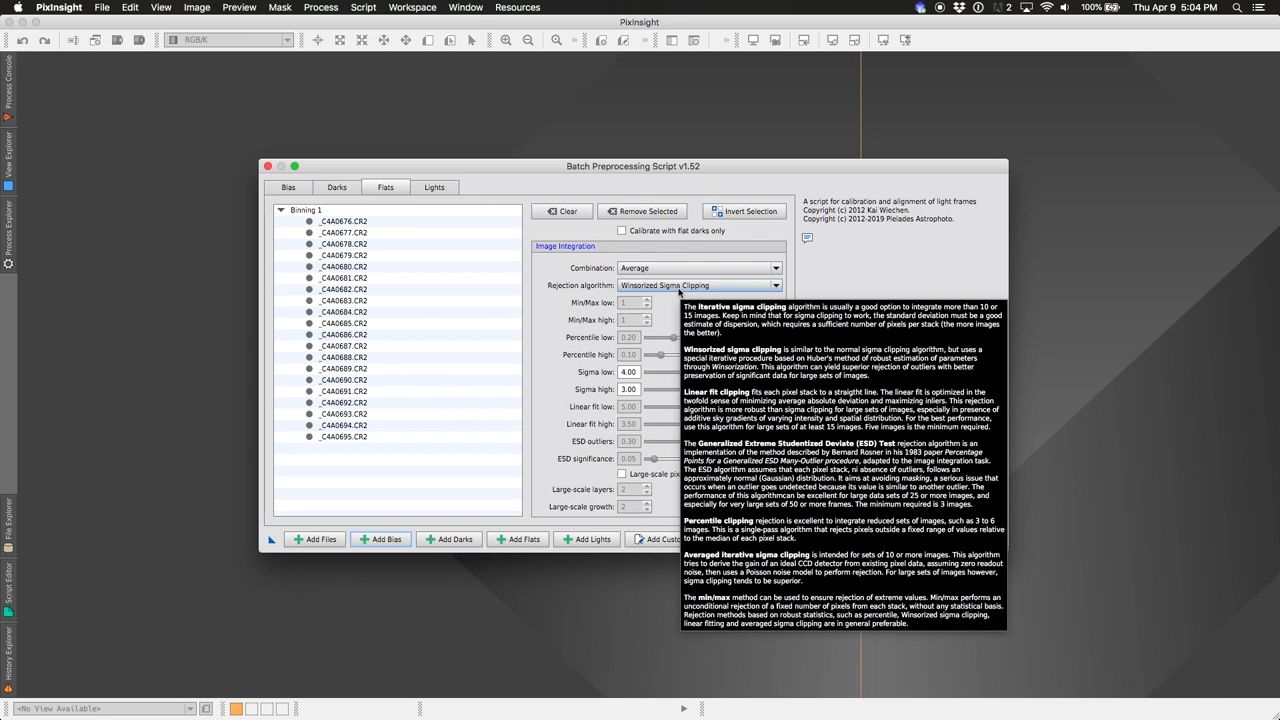 PixInsight File Edit View Image Preview Mask Process Script Workspace Window Resources
2 100% Thu Apr 9 5:04 PM
PixInsight
RGB/K
Process Console
View Explorer
Process Explorer
File Explorer
Script Editor
History Explorer
Batch Preprocessing Script v1.52
Bias Darks Flats Lights
Binning 1
_C4A0676.CR2
_C4A0677.CR2
_C4A0678.CR2
_C4A0679.CR2
_C4A0680.CR2
_C4A0681.CR2
_C4A0682.CR2
_C4A0683.CR2
_C4A0684.CR2
_C4A0685.CR2
_C4A0686.CR2
_C4A0687.CR2
_C4A0688.CR2
_C4A0689.CR2
_C4A0690.CR2
_C4A0691.CR2
_C4A0692.CR2
_C4A0693.CR2
_C4A0694.CR2
_C4A0695.CR2
Clear Remove Selected Invert Selection
Calibrate with flat darks only
Image Integration
Combination: Average
Rejection algorithm: Winsorized Sigma Clipping
Min/Max low: 1
Min/Max high: 1
Percentile low: 0.20
Percentile high: 0.10
Sigma low: 4.00
Sigma high: 3.00
Linear fit low: 5.00
Linear fit high: 3.50
ESD outliers: 0.30
ESD significance: 0.05
Large-scale pix
Large-scale layers: 2
Large-scale growth: 2
A script for calibration and alignment of light frames
Copyright (c) 2012 Kai Wiechen.
Copyright (c) 2012-2019 Pleiades Astrophoto.
The iterative sigma clipping algorithm is usually a good option to integrate more than 10 or
15 images. Keep in mind that for sigma clipping to work, the standard deviation must be a good
estimate of dispersion, which requires a sufficient number of pixels per stack (the more images
the better).
Winsorized sigma clipping is similar to the normal sigma clipping algorithm, but uses a
special iterative procedure based on Huber's method of robust estimation of parameters
through Winsorization. This algorithm can yield superior rejection of outliers with better
preservation of significant data for large sets of images.
Linear fit clipping fits each pixel stack to a straight line. The linear fit is optimized in the
twofold sense of minimizing average absolute deviation and maximizing inliers. This rejection
algorithm is more robust than sigma clipping for large sets of images, especially in presence of
additive sky gradients of varying intensity and spatial distribution. For the best performance,
use this algorithm for large sets of at least 15 images. Five images is the minimum required.
The Generalized Extreme Studentized Deviate (ESD) Test rejection algorithm is an
implementation of the method described by Bernard Rosner in his 1983 paper Percentage
Points for a Generalized ESD Many-Outlier procedure, adapted to the image integration task.
The ESD algorithm assumes that each pixel stack, ni absence of outliers, follows an
approximately normal (Gaussian) distribution. It aims at avoiding masking, a serious issue that
occurs when an outlier goes undetected because its value is similar to another outlier. The
performance of this algorithmcan be excellent for large data sets of 25 or more images, and
especially for very large sets of 50 or more frames. The minimum required is 3 images.
Percentile clipping rejection is excellent to integrate reduced sets of images, such as 3 to 6
images. This is a single-pass algorithm that rejects pixels outside a fixed range of values relative
to the median of each pixel stack.
Averaged iterative sigma clipping is intended for sets of 10 or more images. This algorithm
tries to derive the gain of an ideal CCD detector from existing pixel data, assuming zero readout
noise, then uses a Poisson noise model to perform rejection. For large sets of images however,
sigma clipping tends to be superior.
The min/max method can be used to ensure rejection of extreme values. Min/max performs an
unconditional rejection of a fixed number of pixels from each stack, without any statistical basis.
Rejection methods based on robust statistics, such as percentile, Winsorized sigma clipping,
linear fitting and averaged sigma clipping are in general preferable.
Add Files Add Bias Add Darks Add Flats Add Lights Add Custo
<No View Available>